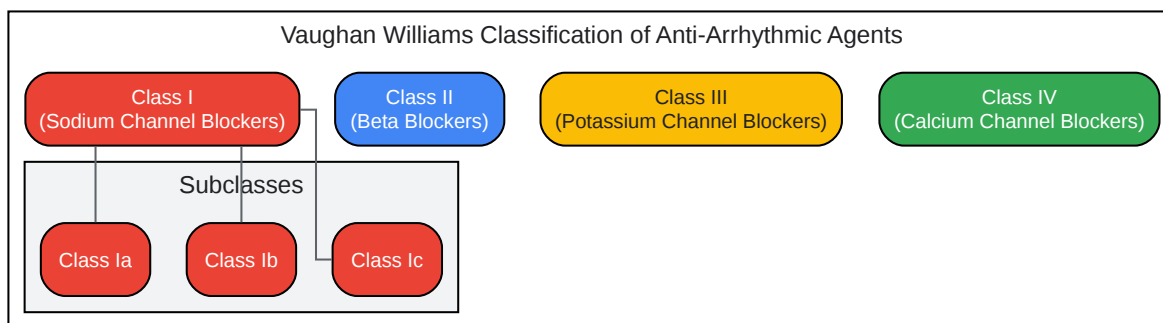 Vaughan Williams Classification of Anti-Arrhythmic Agents
Class I
(Sodium Channel Blockers)
Class II
(Beta Blockers)
Class III
(Potassium Channel Blockers)
Class IV
(Calcium Channel Blockers)
Subclasses
Class Ia
Class Ib
Class Ic